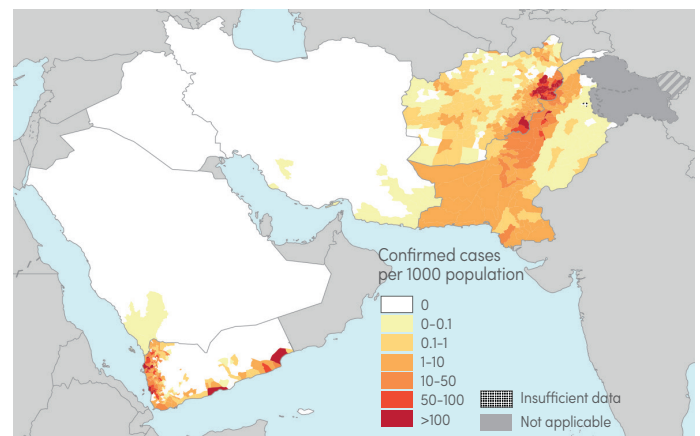 Confirmed cases
per 1000 population
0
0–0.1
0.1–1
1–10
10–50
50–100
>100
Insufficient data
Not applicable